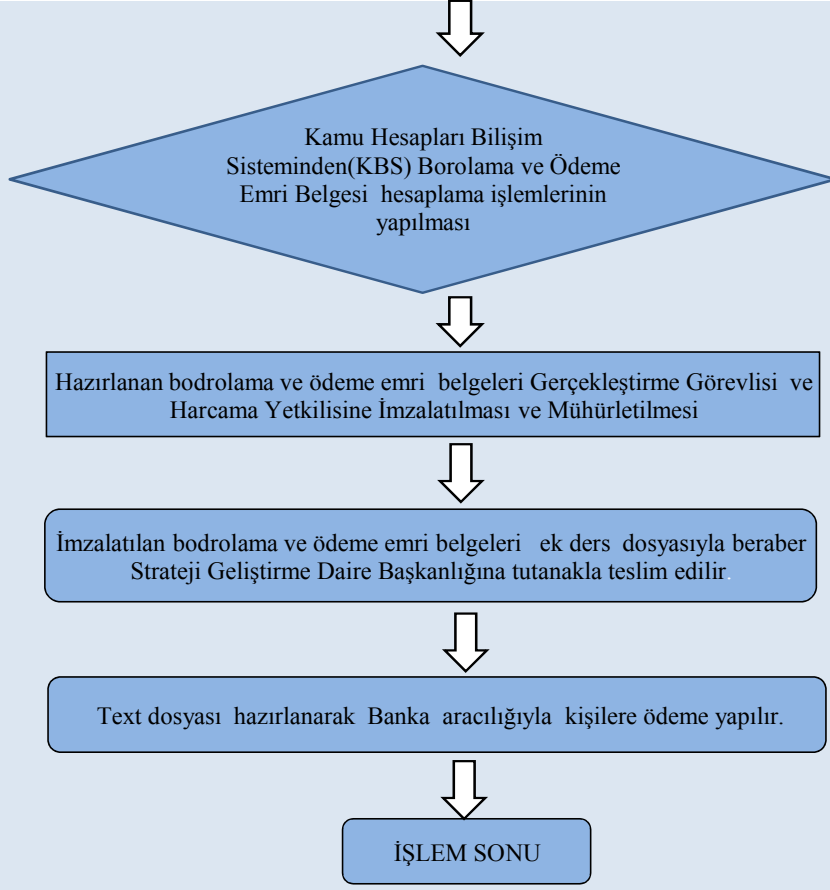 Kamu Hesapları Bilişim
Sisteminden(KBS) Borolama ve Ödeme
Emri Belgesi hesaplama işlemlerinin
yapılması
Hazırlanan bodrolama ve ödeme emri belgeleri Gerçekleştirme Görevlisi ve
Harcama Yetkilisine İmzalatılması ve Mühürletilmesi
İmzalatılan bodrolama ve ödeme emri belgeleri ek ders dosyasıyla beraber
Strateji Geliştirme Daire Başkanlığına tutanakla teslim edilir.
Text dosyası hazırlanarak Banka aracılığıyla kişilere ödeme yapılır.
İŞLEM SONU